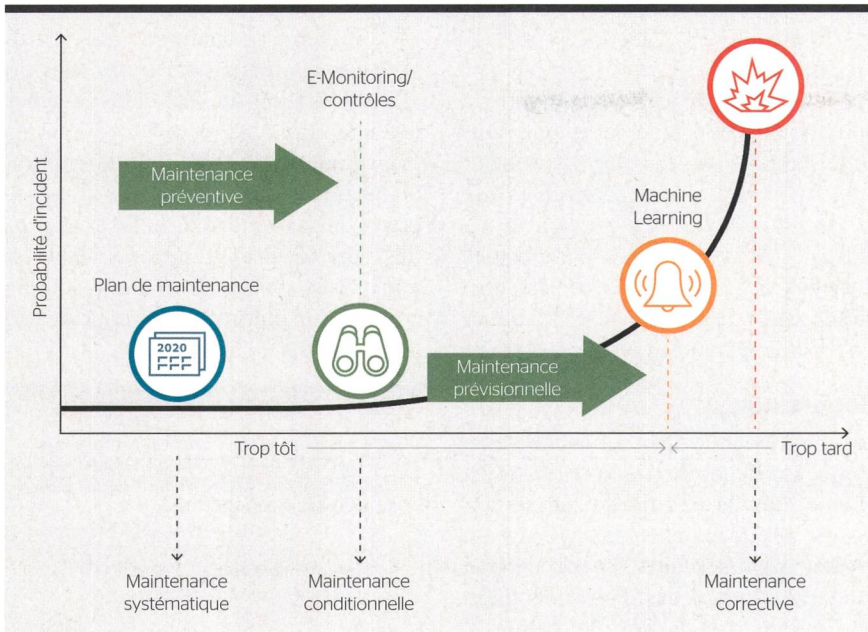 E-Monitoring/
contrôles
Maintenance
préventive
Machine
Learning
Probabilité d'incident
Plan de maintenance
2020
Maintenance
prévisionnelle
Trop tôt
Trop tard
Maintenance
systématique
Maintenance
conditionnelle
Maintenance
corrective